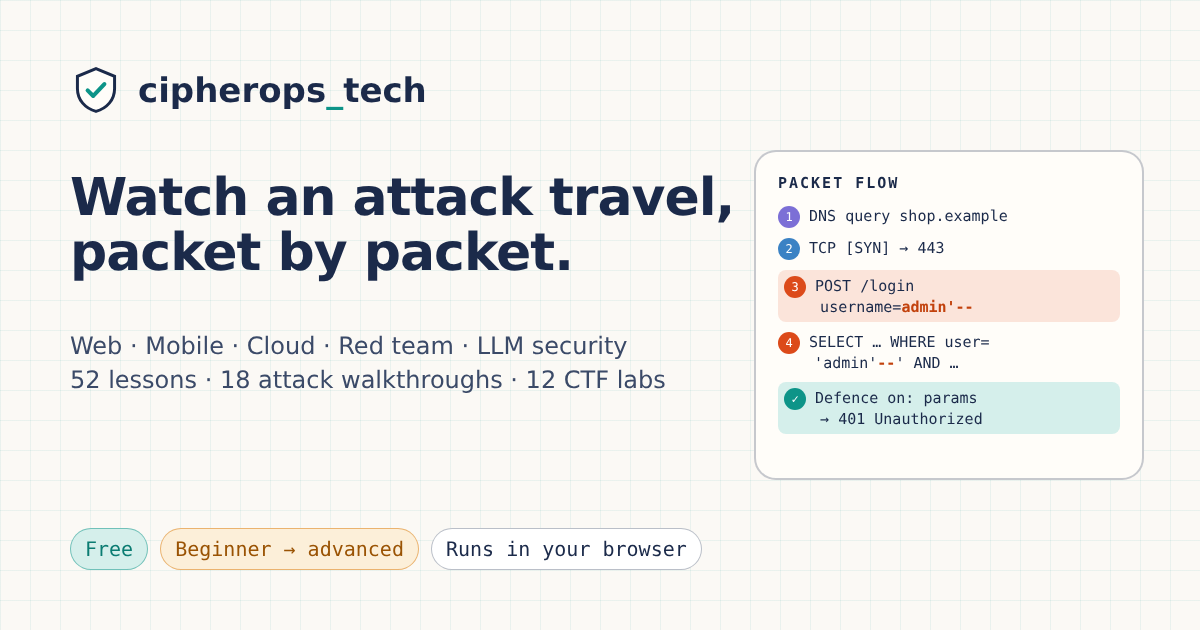 cipherops_tech
Watch an attack travel,
packet by packet.
Web · Mobile · Cloud · Red team · LLM security
52 lessons · 18 attack walkthroughs · 12 CTF labs
Free
Beginner → advanced
Runs in your browser
PACKET FLOW
1 DNS query shop.example
2 TCP [SYN] → 443
3 POST /login
username=admin'--
4 SELECT … WHERE user=
'admin'--' AND …
✓ Defence on: params
→ 401 Unauthorized